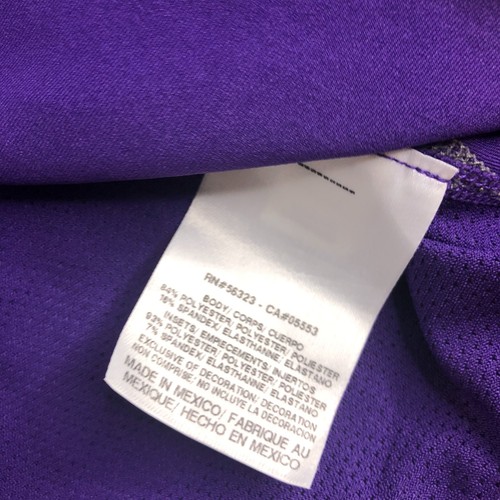 RN#56323 - CA#05553
BODY/ CORPS/ CUERPO
84% POLYESTER/ POLYESTER/ POLIESTER
16% SPANDEX/ ELASTHANNE/ ELASTANO
INSETS/ EMPIECEMENTS/ INJERTOS
93% POLYESTER/ POLYESTER/ POLIESTER
7% SPANDEX/ ELASTHANNE/ ELASTANO
EXCLUSIVE OF DECORATION/ DECORATION
NON COMPRISE/ NO INCLUYE LA DECORACION
MADE IN MEXICO/ FABRIQUE AU
MEXIQUE/ HECHO EN MEXICO